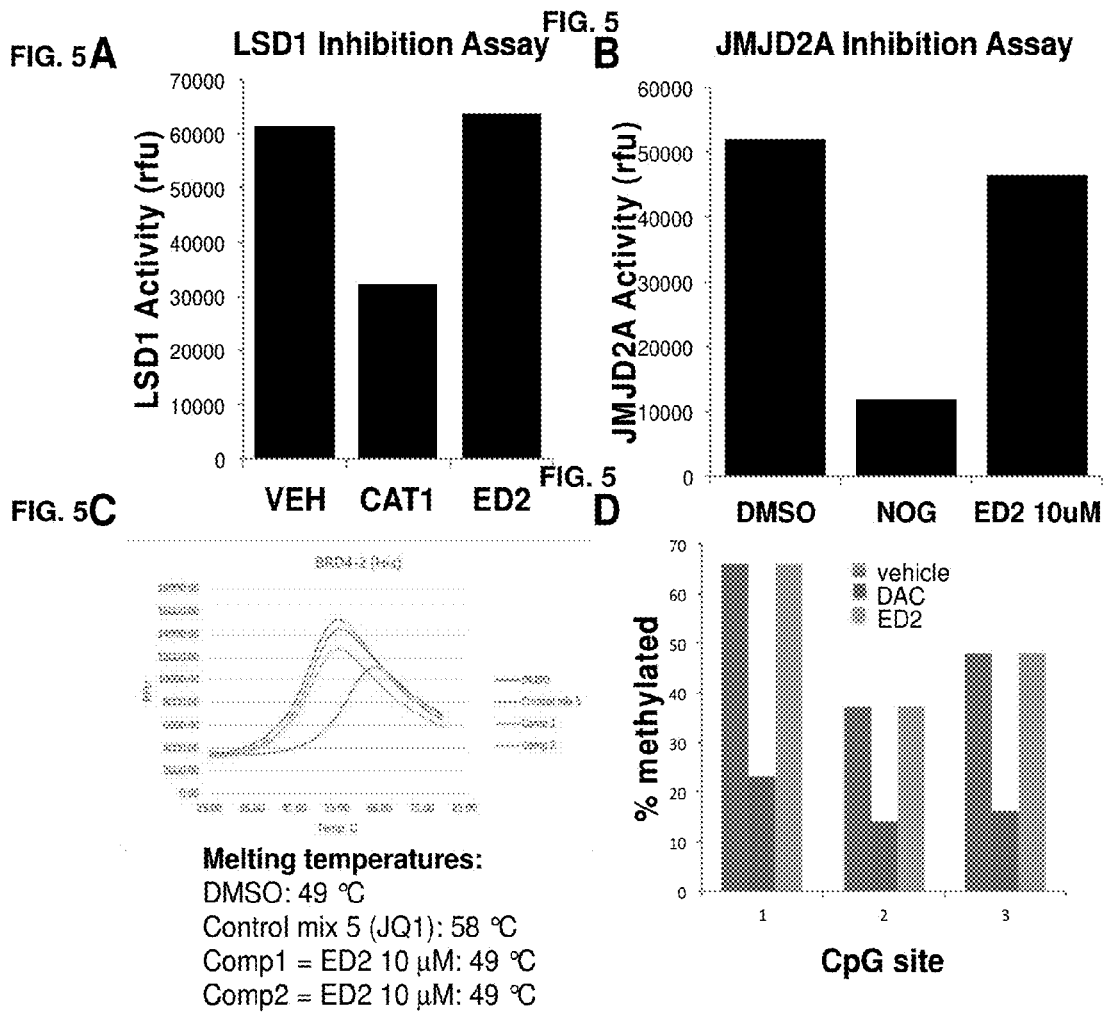 FIG. 5A
LSD1 Inhibition Assay
LSD1 Activity (rfu)
70000
60000
50000
40000
30000
20000
10000
0
VEH CAT1 ED2
FIG. 5
B
JMJD2A Inhibition Assay
JMJD2A Activity (rfu)
60000
50000
40000
30000
20000
10000
0
DMSO NOG ED2 10uM
FIG. 5C
Melting temperatures:
DMSO: 49 °C
Control mix 5 (JQ1): 58 °C
Comp1 = ED2 10 µM: 49 °C
Comp2 = ED2 10 µM: 49 °C
FIG. 5
D
% methylated
70
60
50
40
30
20
10
0
vehicle
DAC
ED2
1 2 3
CpG site